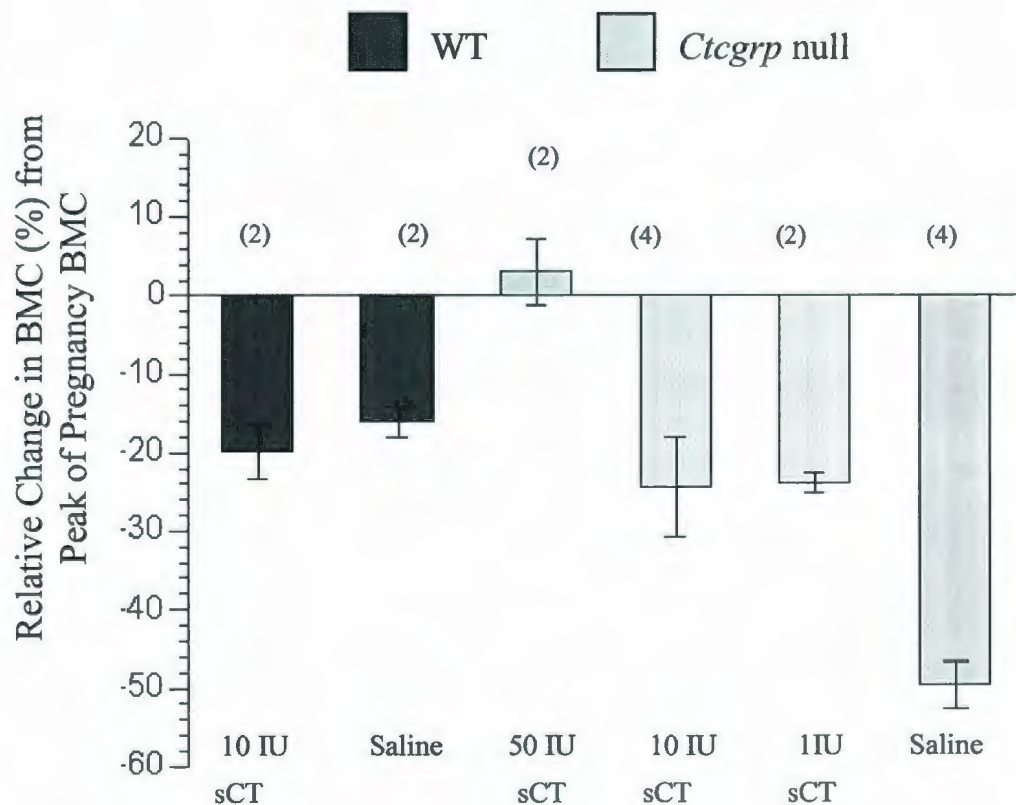 WT
Ctcgrp null
Relative Change in BMC (%) from
Peak of Pregnancy BMC
20
10
0
-10
-20
-30
-40
-50
-60
(2)
(2)
(2)
(4)
(2)
(4)
10 IU
sCT
Saline
50 IU
sCT
10 IU
sCT
1IU
sCT
Saline